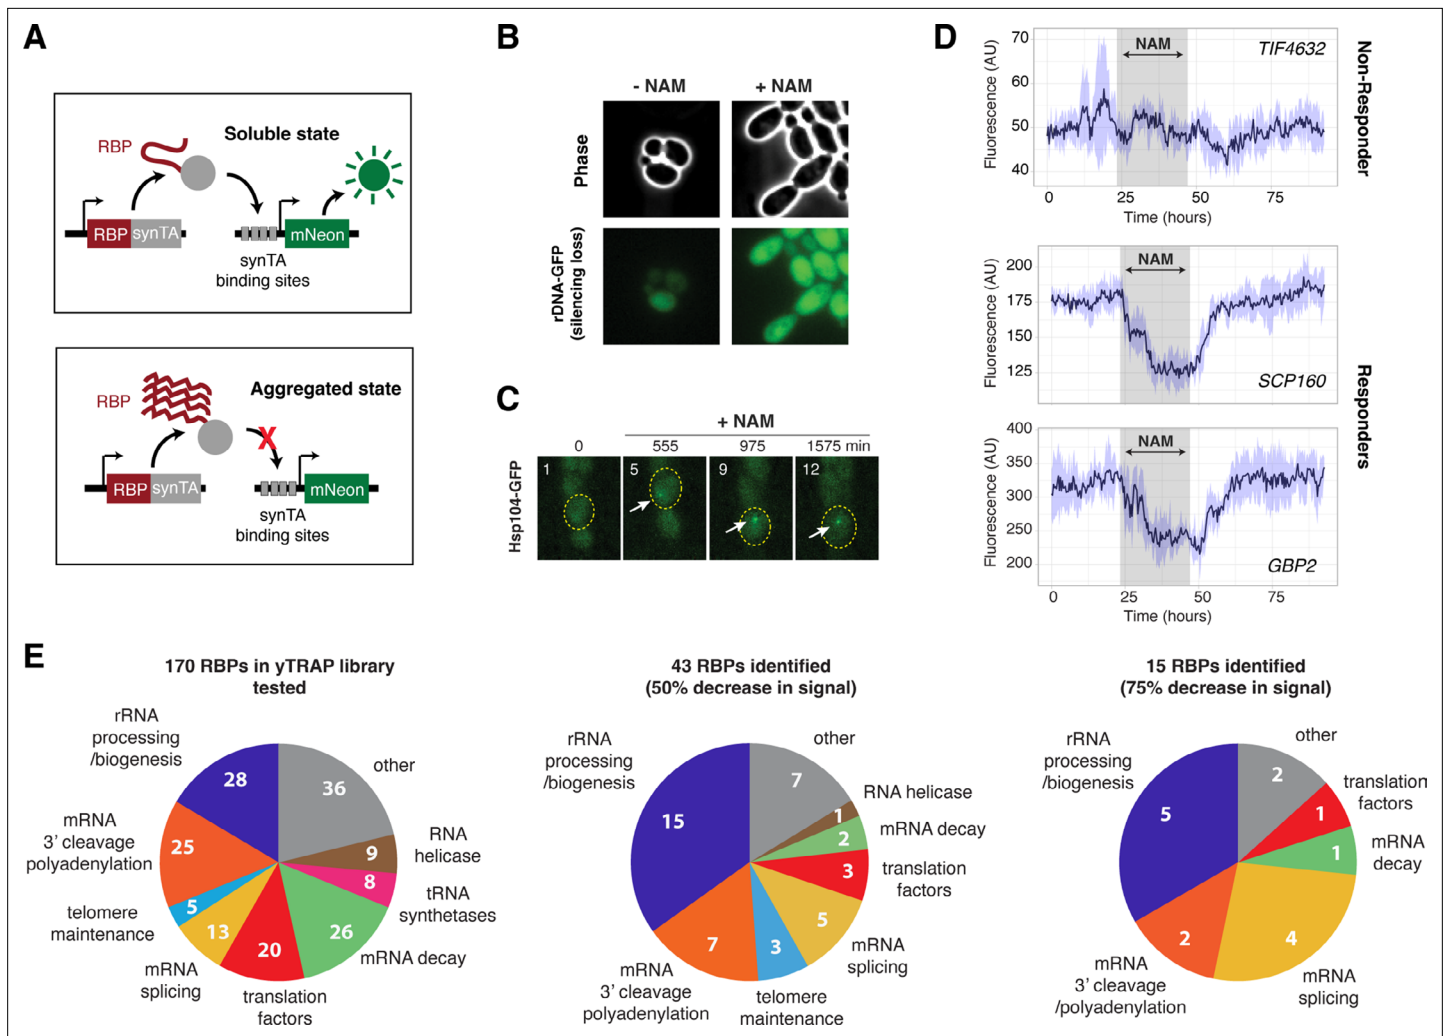 A
Soluble state
RBP
RBP synTA
mNeon
synTA
binding sites
Aggregated state
RBP
X
RBP synTA
mNeon
synTA
binding sites
B
- NAM
+ NAM
Phase
rDNA-GFP
(silencing loss)
C
+ NAM
0
555
975
1575 min
Hsp104-GFP
1
5
9
12
D
Non-Responder
Fluorescence (AU)
70
60
50
40
NAM
TIF4632
0
25
50
75
Time (hours)
Responders
Fluorescence (AU)
200
175
150
125
NAM
SCP160
Fluorescence (AU)
400
350
300
250
200
NAM
GBP2
0
25
50
75
Time (hours)
E
170 RBPs in yTRAP library
tested
rRNA
processing
/biogenesis
28
other
36
mRNA
3’ cleavage
polyadenylation
25
RNA
helicase
9
tRNA
synthetases
8
telomere
maintenance
5
mRNA
splicing
13
translation
factors
20
mRNA decay
26
43 RBPs identified
(50% decrease in signal)
rRNA
processing
/biogenesis
15
other
7
RNA helicase
1
mRNA decay
2
translation
factors
3
mRNA
splicing
5
telomere
maintenance
3
mRNA
3’ cleavage
polyadenylation
7
15 RBPs identified
(75% decrease in signal)
rRNA
processing
/biogenesis
5
other
2
translation
factors
1
mRNA
decay
1
mRNA
splicing
4
mRNA
3’ cleavage
/polyadenylation
2